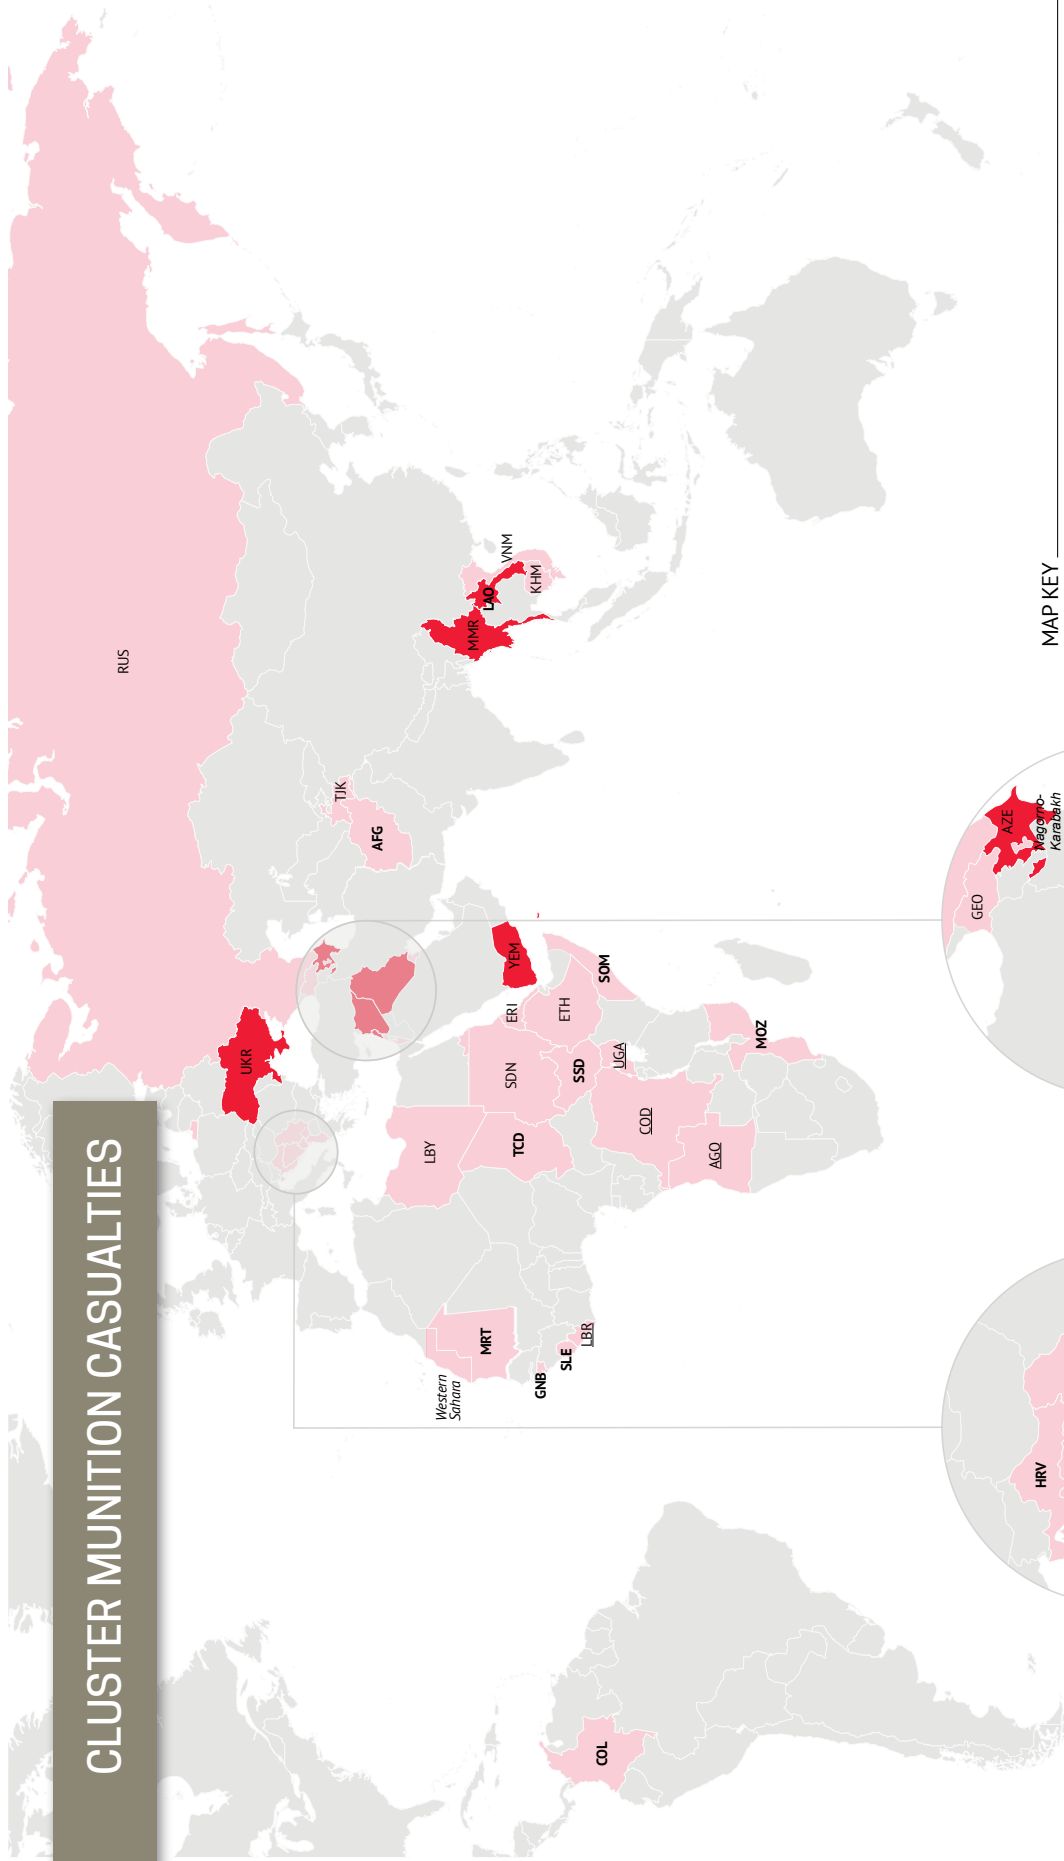 CLUSTER MUNITION CASUALTIES
RUS
UKR
TJK
AFG
MMR
LAO
VNM
KHM
YEM
LBY
SDN
ERI
ETH
SOM
TCD
SSD
UGA
COD
AGO
MOZ
Western
Sahara
MRT
GNB
SLE
LBR
COL
GEO
AZE
Nagorno-
Karabakh
HRV
MAP KEY